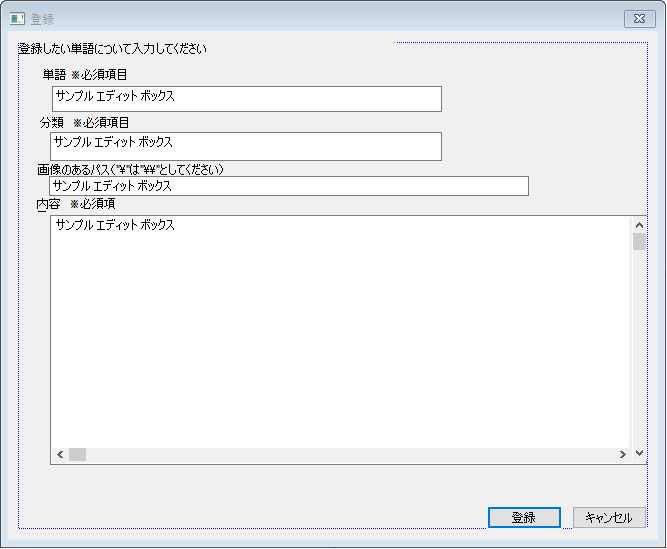 登録
登録したい単語について入力してください
単語 ※必須項目
サンプル エディット ボックス
分類 ※必須項目
サンプル エディット ボックス
画像のあるパス("¥"は"¥¥"としてください)
サンプル エディット ボックス
内容 ※必須項
サンプル エディット ボックス
登録 キャンセル